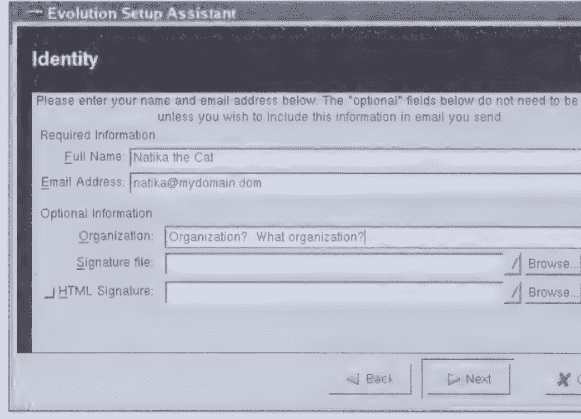 Evolution Setup Assistant
Identity
Please enter your name and email address below. The "optional" fields below do not need to be
unless you wish to include this information in email you send.
Required Information
Full Name: Natika the Cat
Email Address: natika@mydomain.dom
Optional Information
Organization: Organization? What organization?
Signature file: Browse...
HTML Signature: Browse...
Back Next